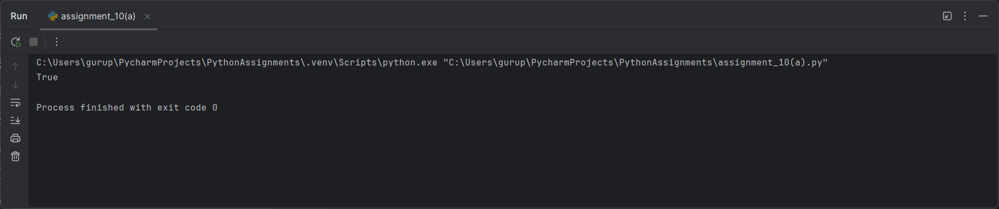 Run assignment_10(a)
C:\Users\gurup\PycharmProjects\PythonAssignments\.venv\Scripts\python.exe "C:\Users\gurup\PycharmProjects\PythonAssignments\assignment_10(a).py"
True
Process finished with exit code 0